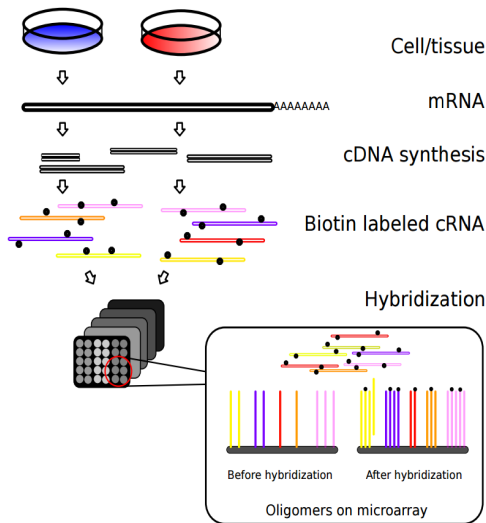 Cell/tissue
mRNA
AAAAAAAA
cDNA synthesis
Biotin labeled cRNA
Hybridization
Before hybridization
After hybridization
Oligomers on microarray